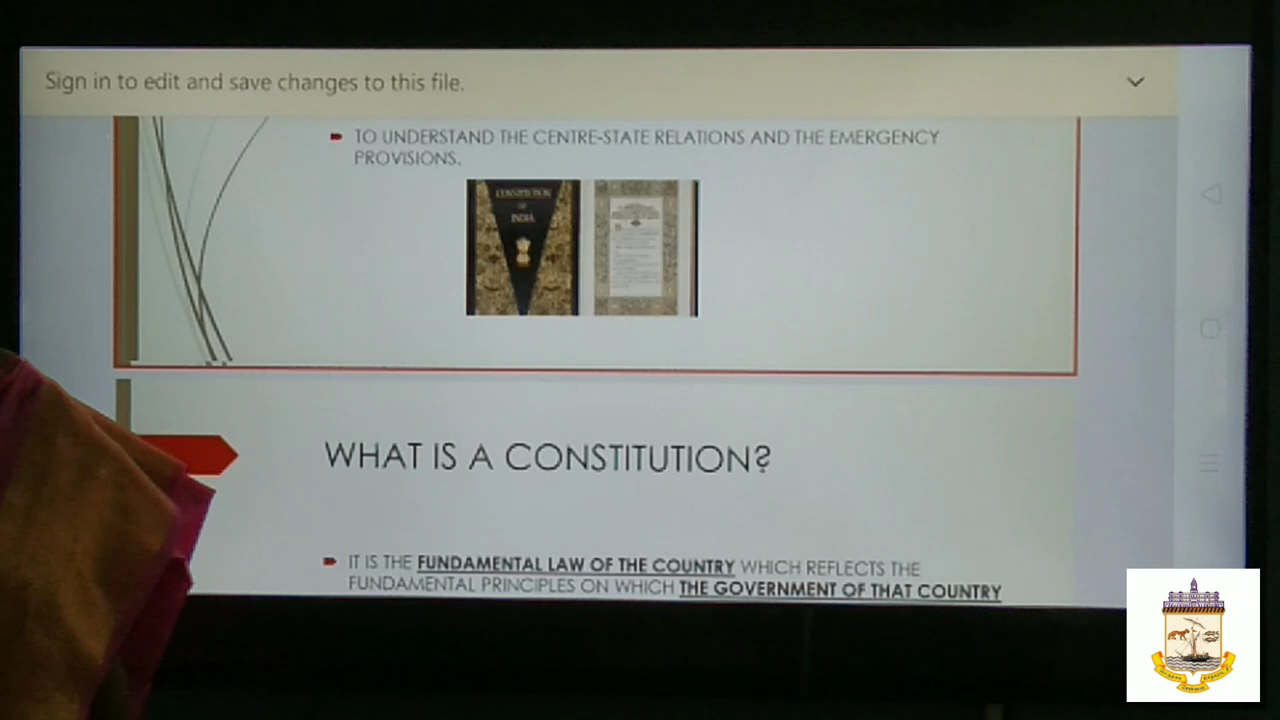 Sign in to edit and save changes to this file.
TO UNDERSTAND THE CENTRE-STATE RELATIONS AND THE EMERGENCY
PROVISIONS.
CONSTITUTION
OF
INDIA
WHAT IS A CONSTITUTION?
IT IS THE FUNDAMENTAL LAW OF THE COUNTRY WHICH REFLECTS THE
FUNDAMENTAL PRINCIPLES ON WHICH THE GOVERNMENT OF THAT COUNTRY